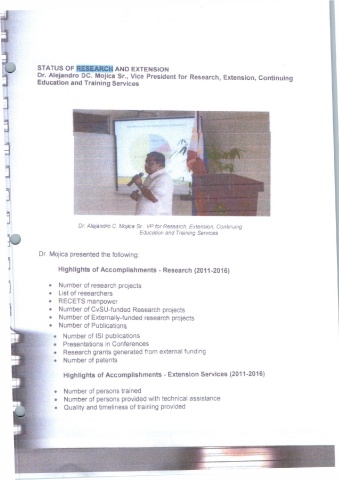 STATUS OF RESEARCH AND EXTENSION
Dr. Alejandro DC. Mojica Sr., Vice President for Research, Extension, Continuing
Education and Training Services
Dr. Alejandro C. Mojica Sr. VP for Research, Extension, Continuing
Education and Training Services
Dr. Mojica presented the following:
Highlights of Accomplishments - Research (2011-2016)
• Number of research projects
• List of researchers
• RECETS manpower
• Number of CvSU-funded Research projects
• Number of Externally-funded research projects
• Number of Publications
• Number of ISI publications
• Presentations in Conferences
• Research grants generated from external funding
• Number of patents
Highlights of Accomplishments - Extension Services (2011-2016)
• Number of persons trained
• Number of persons provided with technical assistance
• Quality and timeliness of training provided